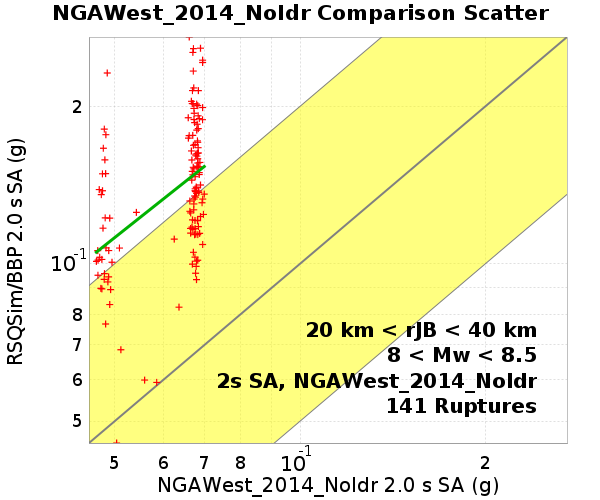 NGAWest_2014_NoIdr Comparison Scatter
RSQSim/BBP 2.0 s SA (g)
2
10⁻¹
8
7
6
5
20 km < rJB < 40 km
8 < Mw < 8.5
2s SA, NGAWest_2014_NoIdr
141 Ruptures
5 6 7 8 10⁻¹ 2
NGAWest_2014_NoIdr 2.0 s SA (g)